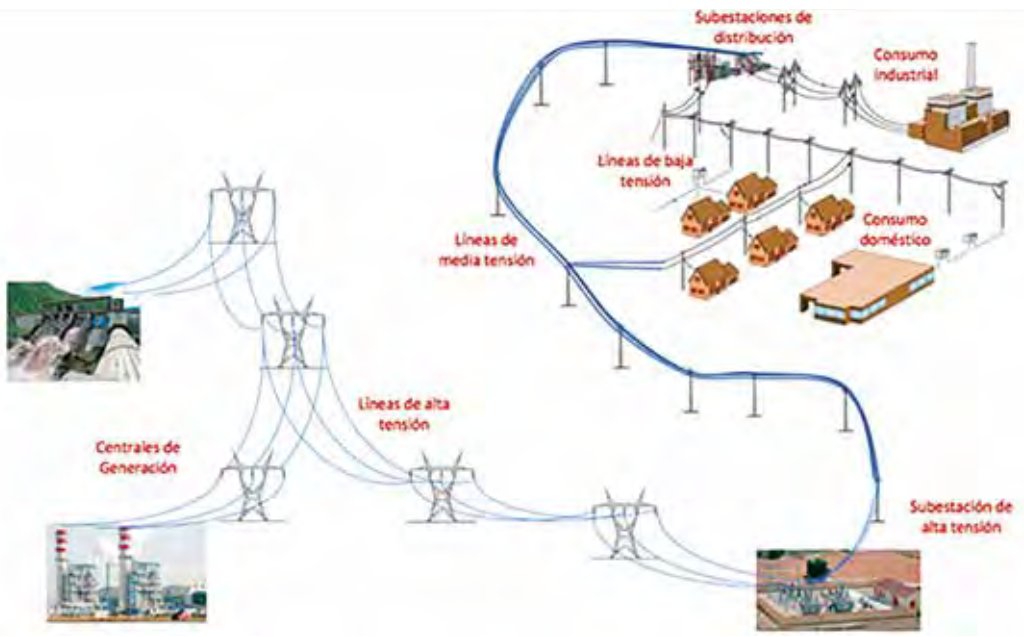 Subestaciones de
distribución
Consumo
industrial
Líneas de baja
tensión
Consumo
doméstico
Líneas de
media tensión
Líneas de alta
tensión
Centrales de
Generación
Subestación de
alta tensión